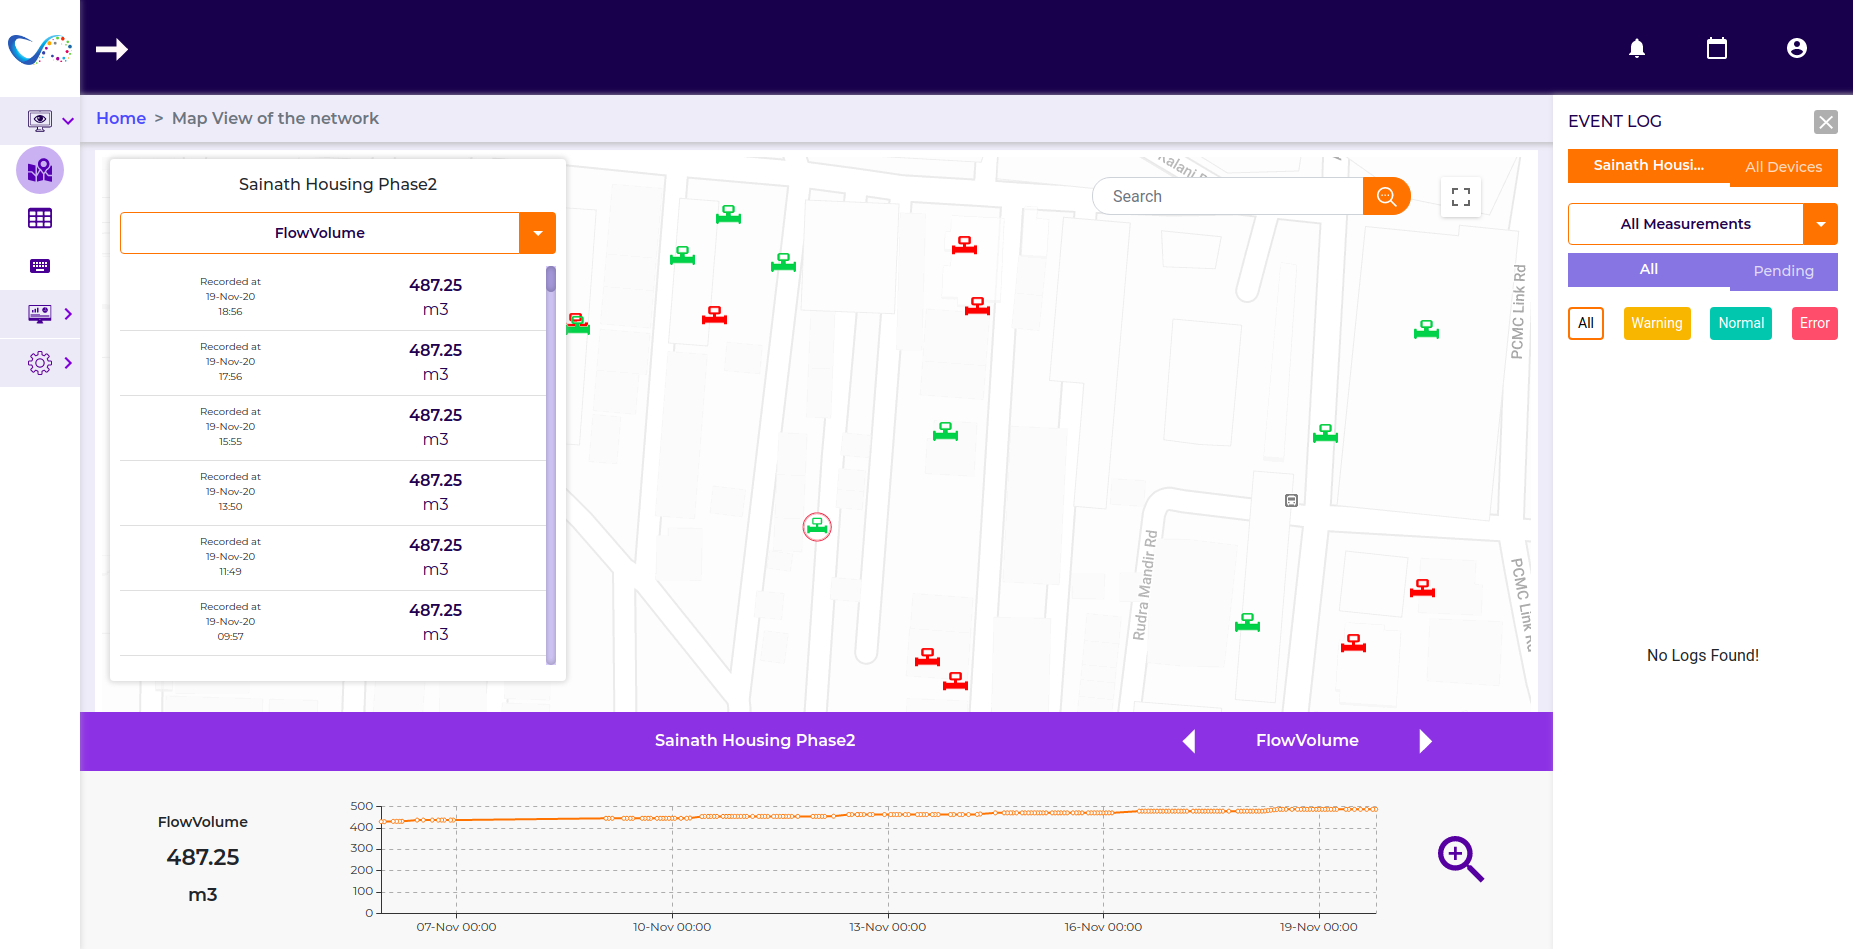 Home > Map View of the network
Sainath Housing Phase2
FlowVolume
Recorded at
19-Nov-20
18:56
487.25
m3
Recorded at
19-Nov-20
17:56
487.25
m3
Recorded at
19-Nov-20
15:55
487.25
m3
Recorded at
19-Nov-20
13:50
487.25
m3
Recorded at
19-Nov-20
11:49
487.25
m3
Recorded at
19-Nov-20
09:57
487.25
m3
Kalani
Search
PCMC Link Rd
Rudra Mandir Rd
PCMC Link Rd
EVENT LOG
Sainath Housi... All Devices
All Measurements
All Pending
All Warning Normal Error
No Logs Found!
Sainath Housing Phase2 FlowVolume
FlowVolume
487.25
m3
500
400
300
200
100
0
07-Nov 00:00 10-Nov 00:00 13-Nov 00:00 16-Nov 00:00 19-Nov 00:00